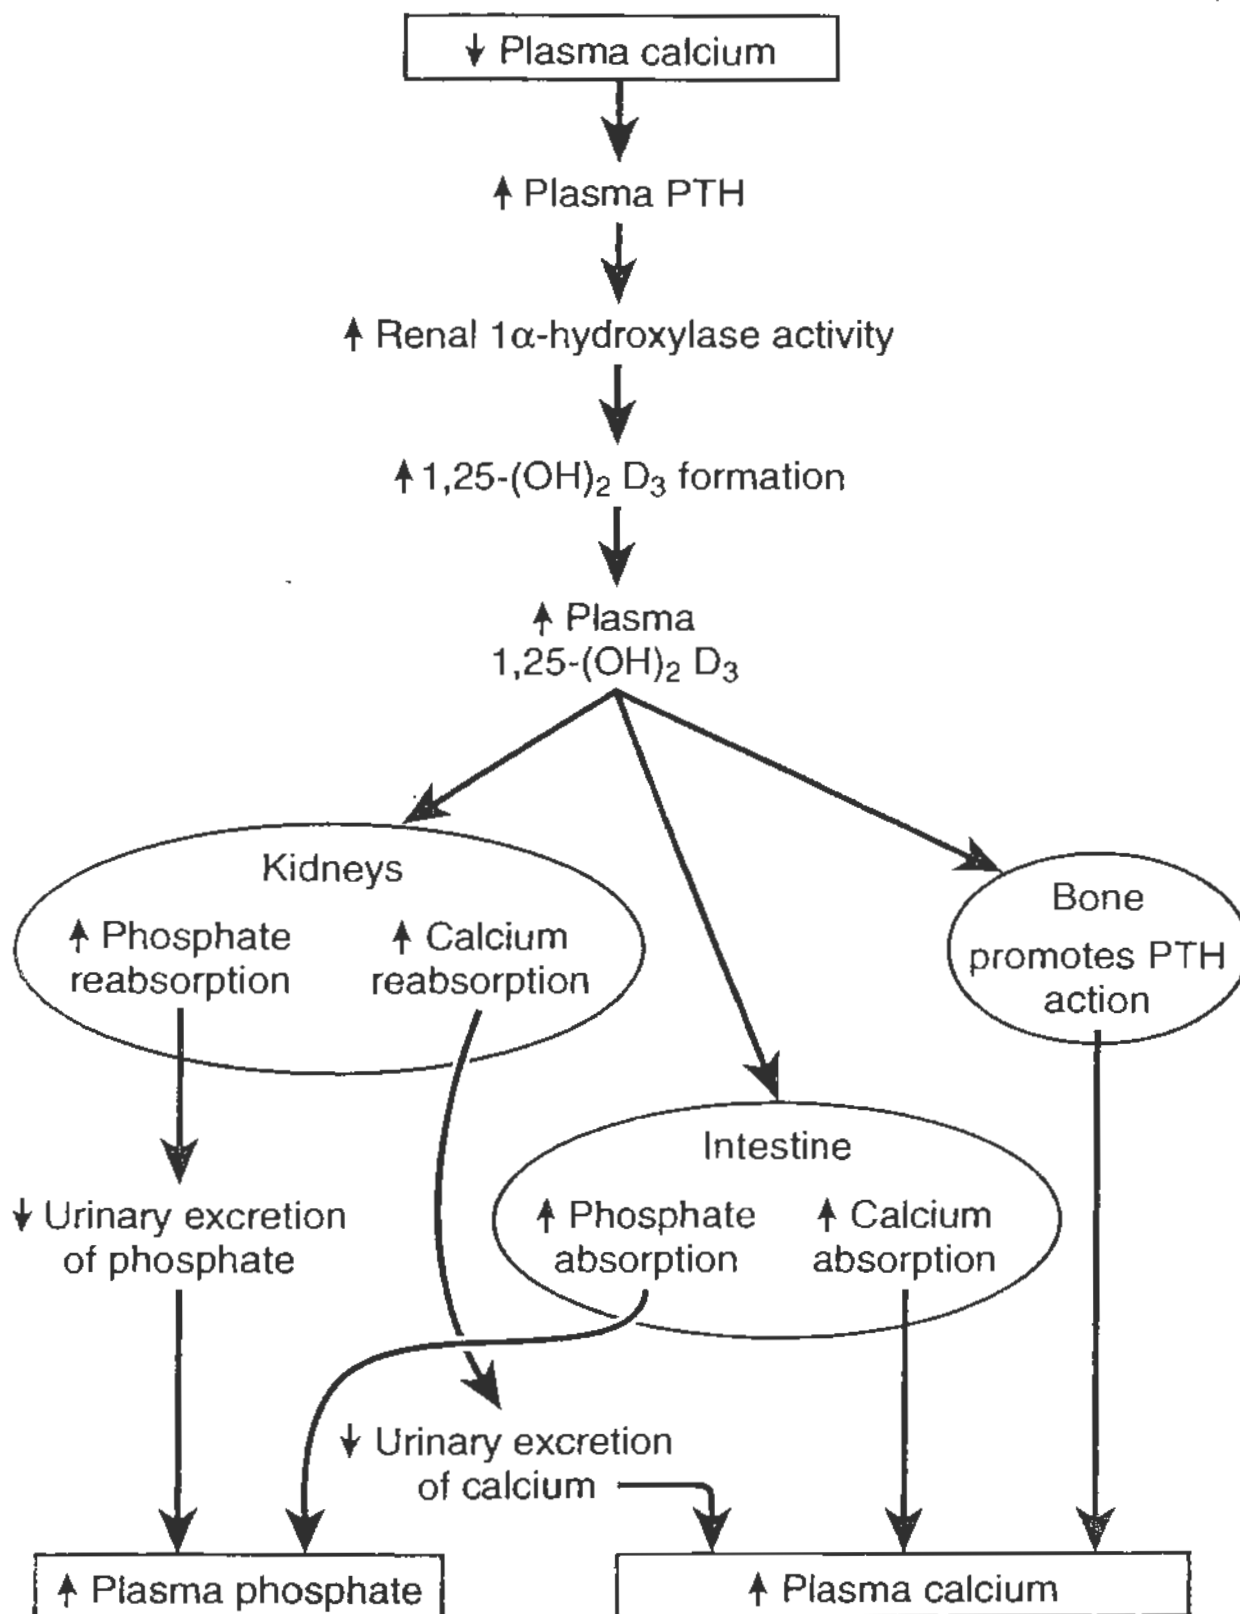 ↓ Plasma calcium
↑ Plasma PTH
↑ Renal 1α-hydroxylase activity
↑ 1,25-(OH)₂ D₃ formation
↑ Plasma
1,25-(OH)₂ D₃
Kidneys
↑ Phosphate
reabsorption
↑ Calcium
reabsorption
Bone
promotes PTH
action
Intestine
↑ Phosphate
absorption
↑ Calcium
absorption
↓ Urinary excretion
of phosphate
↓ Urinary excretion
of calcium
↑ Plasma phosphate
↑ Plasma calcium